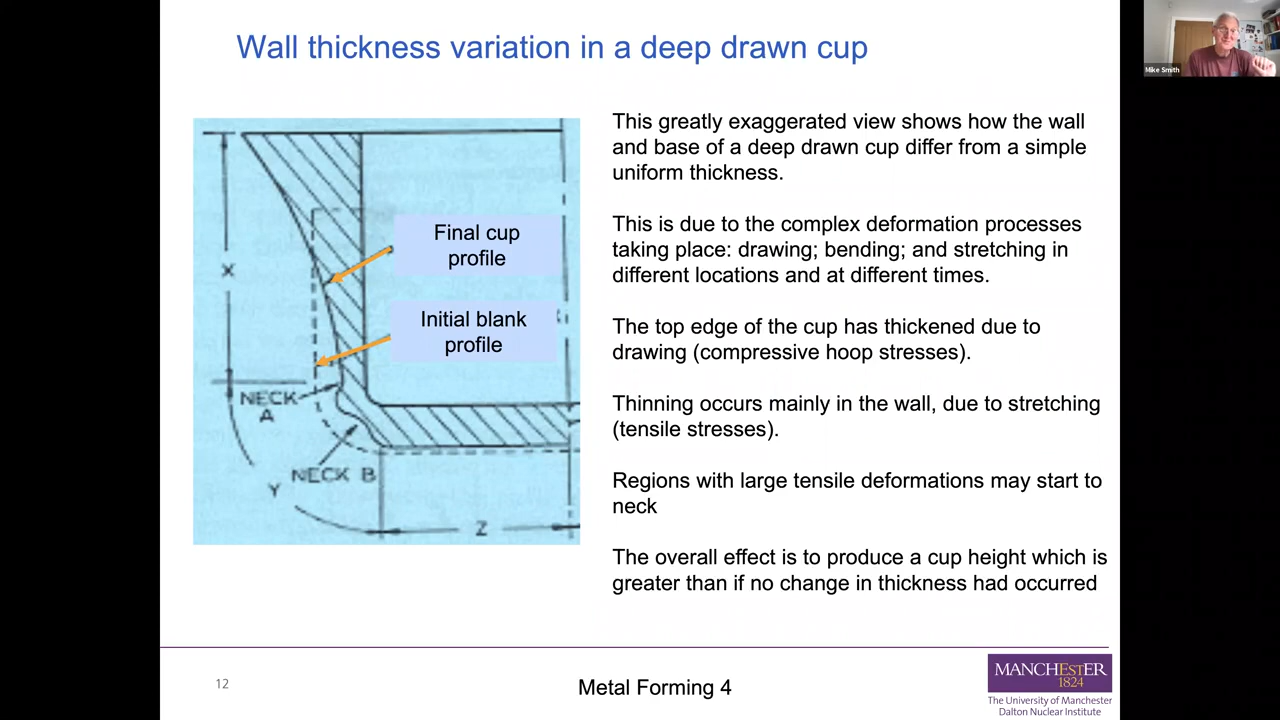 Wall thickness variation in a deep drawn cup
Mike Smith
This greatly exaggerated view shows how the wall
and base of a deep drawn cup differ from a simple
uniform thickness.
This is due to the complex deformation processes
taking place: drawing; bending; and stretching in
different locations and at different times.
The top edge of the cup has thickened due to
drawing (compressive hoop stresses).
Thinning occurs mainly in the wall, due to stretching
(tensile stresses).
Regions with large tensile deformations may start to
neck
The overall effect is to produce a cup height which is
greater than if no change in thickness had occurred
Final cup
profile
X
Initial blank
profile
NECK
A
NECK B
Y
Z
12
Metal Forming 4
MANCHESTER
1824
The University of Manchester
Dalton Nuclear Institute